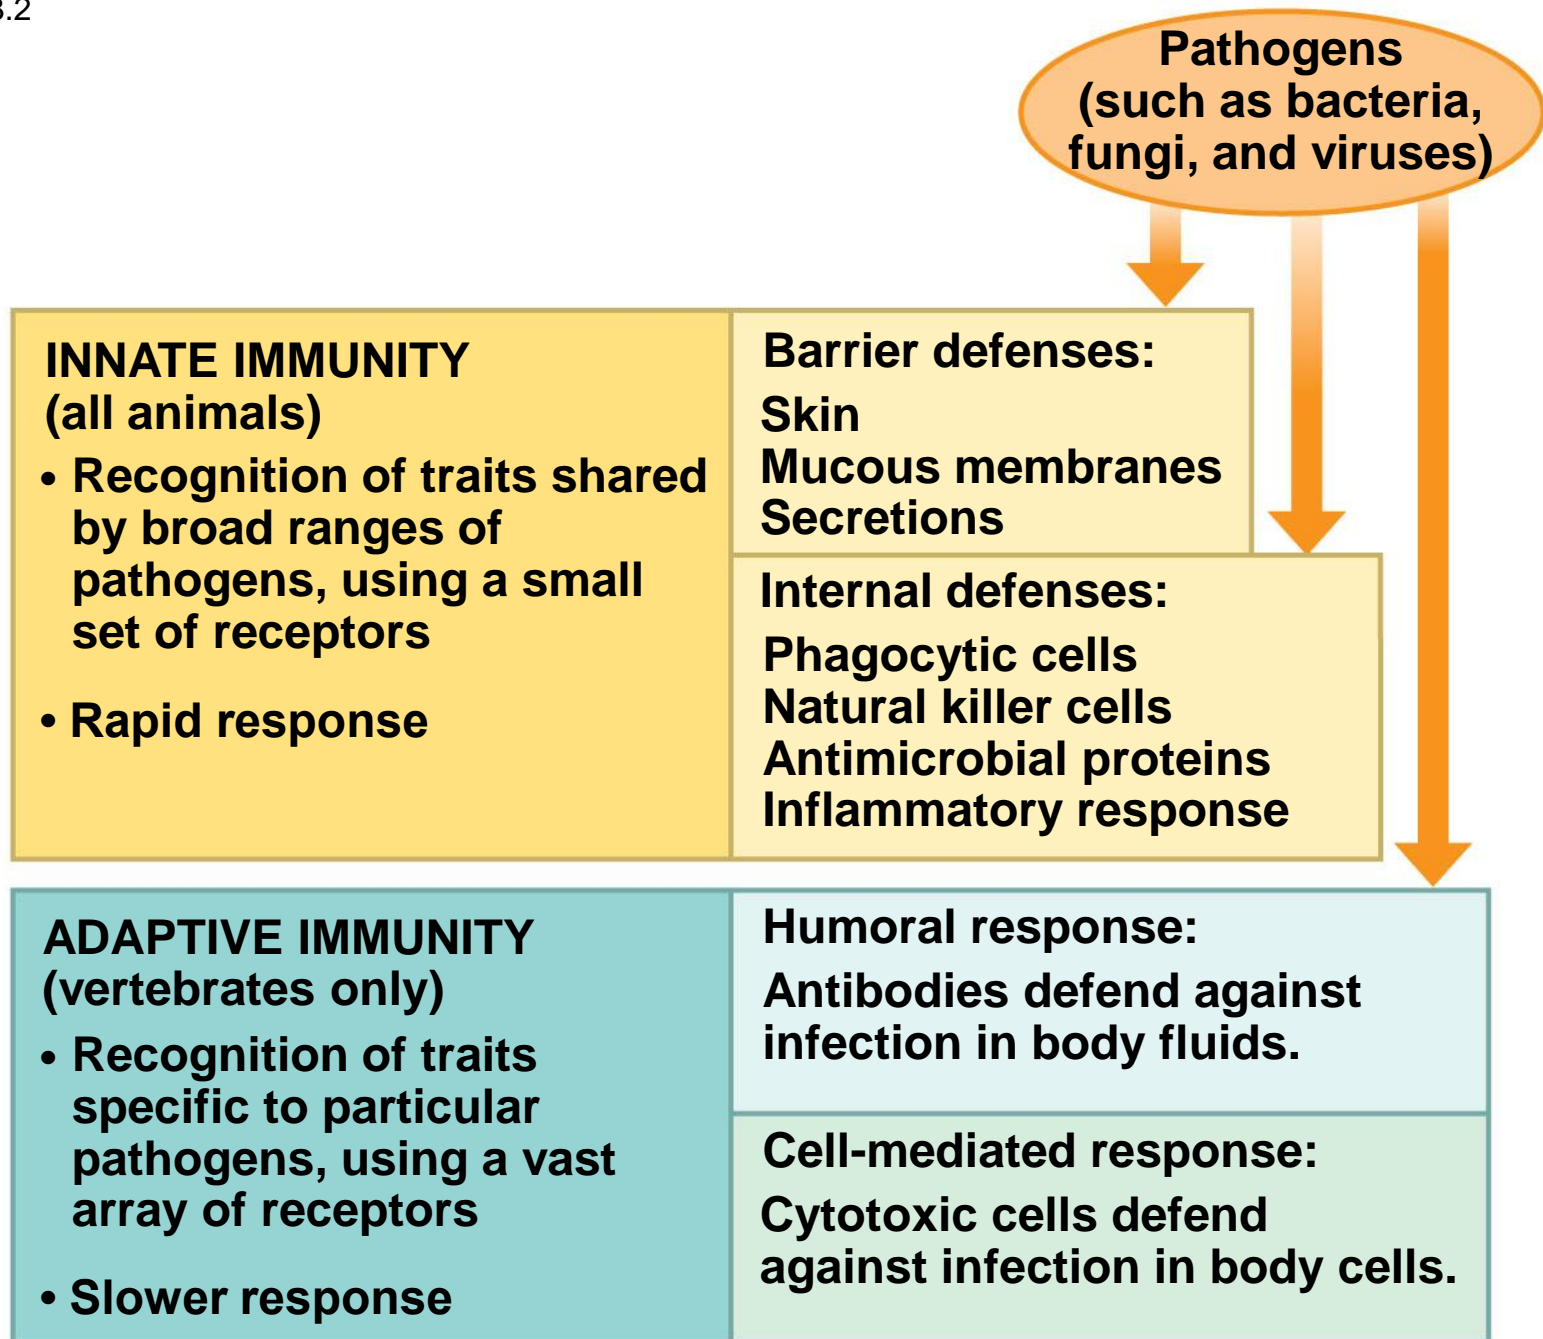 3.2
Pathogens
(such as bacteria,
fungi, and viruses)
INNATE IMMUNITY
(all animals)
• Recognition of traits shared
by broad ranges of
pathogens, using a small
set of receptors
• Rapid response
Barrier defenses:
Skin
Mucous membranes
Secretions
Internal defenses:
Phagocytic cells
Natural killer cells
Antimicrobial proteins
Inflammatory response
ADAPTIVE IMMUNITY
(vertebrates only)
• Recognition of traits
specific to particular
pathogens, using a vast
array of receptors
• Slower response
Humoral response:
Antibodies defend against
infection in body fluids.
Cell-mediated response:
Cytotoxic cells defend
against infection in body cells.